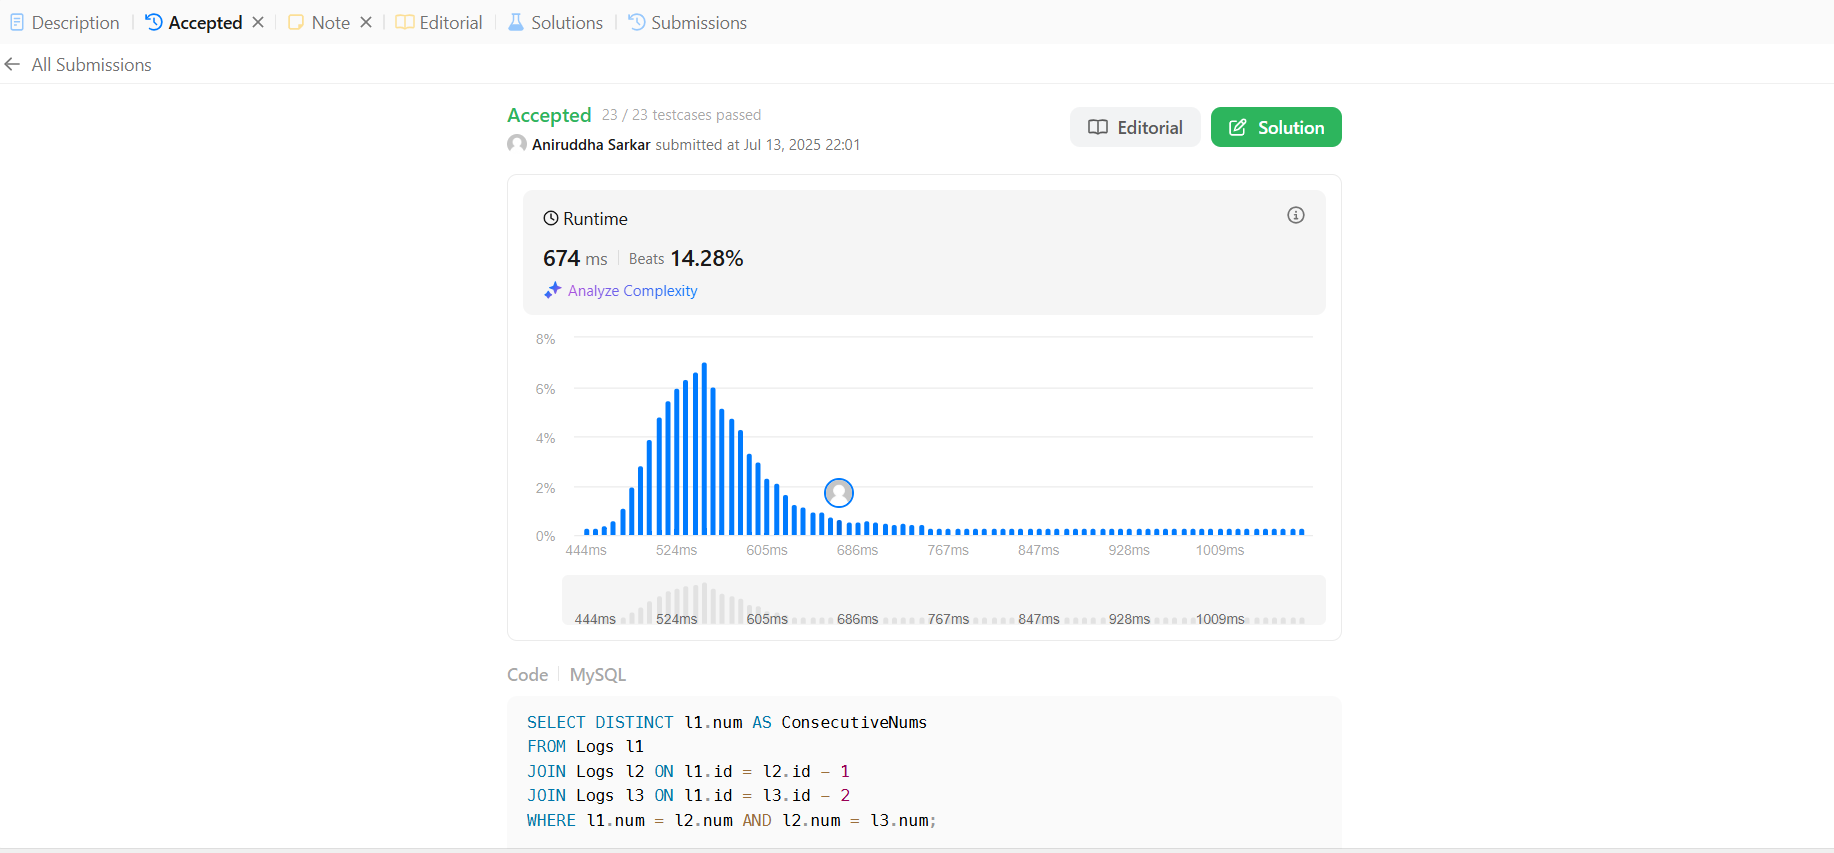 Description Accepted Note Editorial Solutions Submissions
All Submissions
Accepted 23 / 23 testcases passed
Aniruddha Sarkar submitted at Jul 13, 2025 22:01
Editorial
Solution
Runtime
674 ms Beats 14.28%
Analyze Complexity
8%
6%
4%
2%
0%
444ms 524ms 605ms 686ms 767ms 847ms 928ms 1009ms
444ms 524ms 605ms 686ms 767ms 847ms 928ms 1009ms
Code MySQL
SELECT DISTINCT l1.num AS ConsecutiveNums
FROM Logs l1
JOIN Logs l2 ON l1.id = l2.id - 1
JOIN Logs l3 ON l1.id = l3.id - 2
WHERE l1.num = l2.num AND l2.num = l3.num;